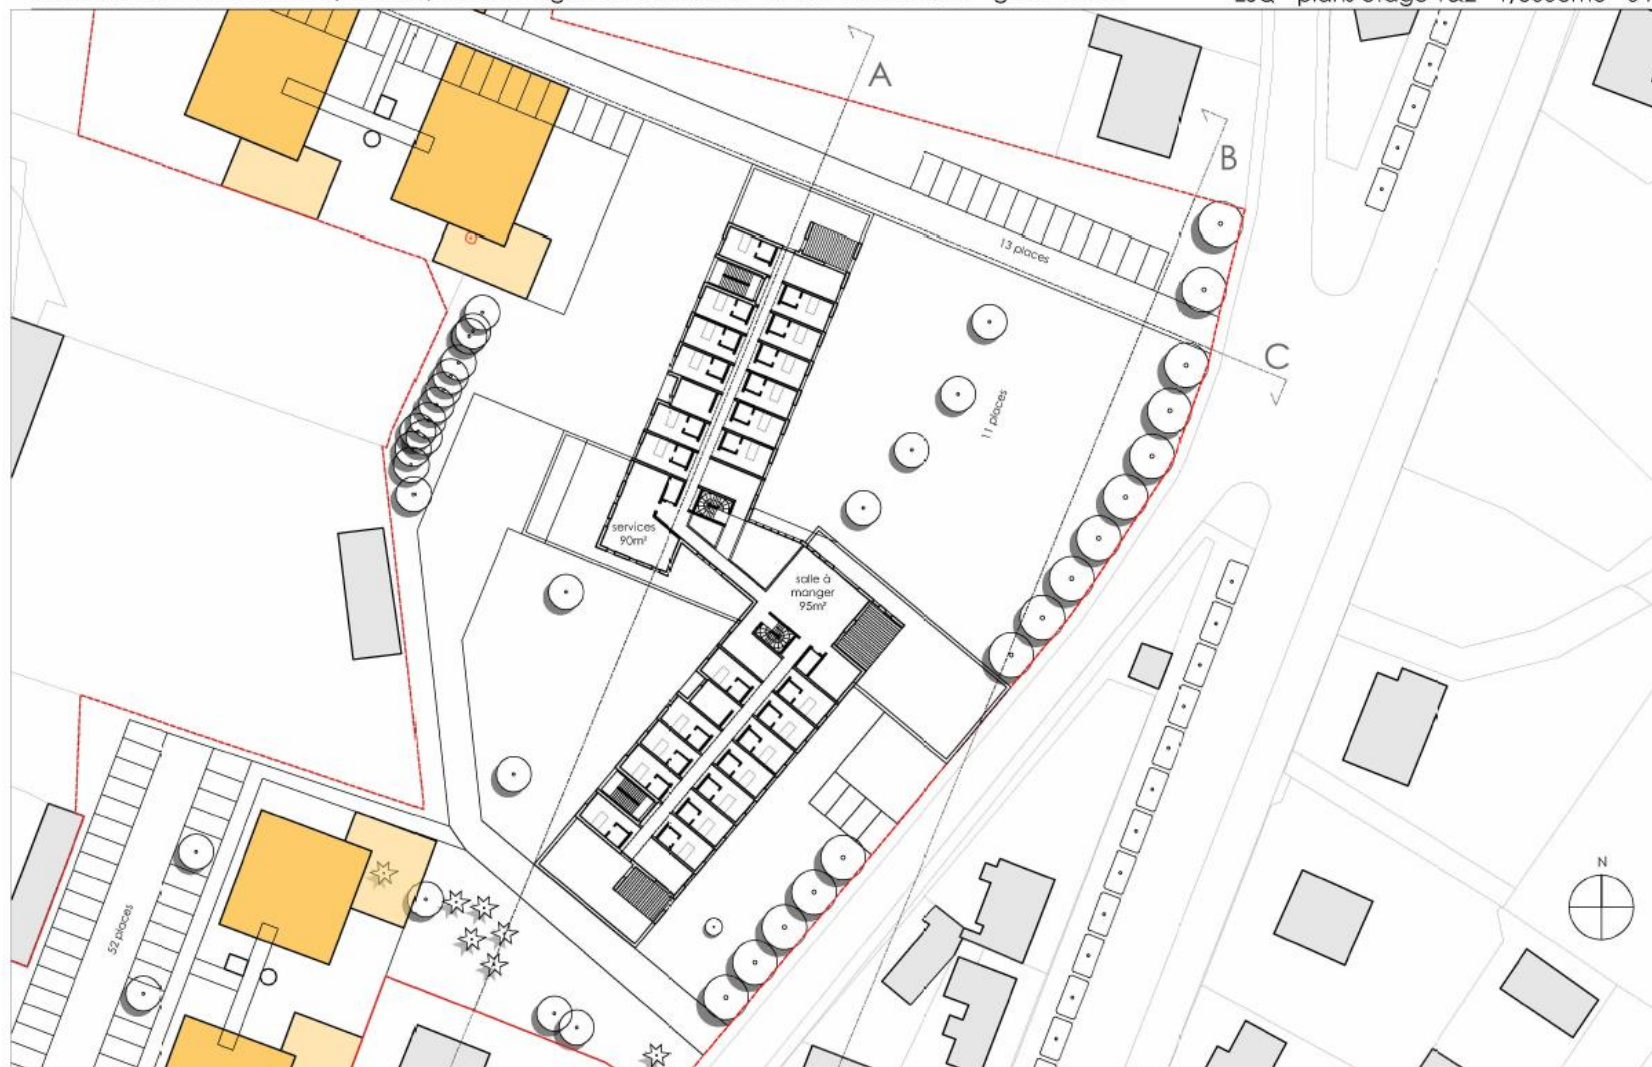 A
B
13 places
C
11 places
services
90m²
salle à
manger
95m²
N
52 places